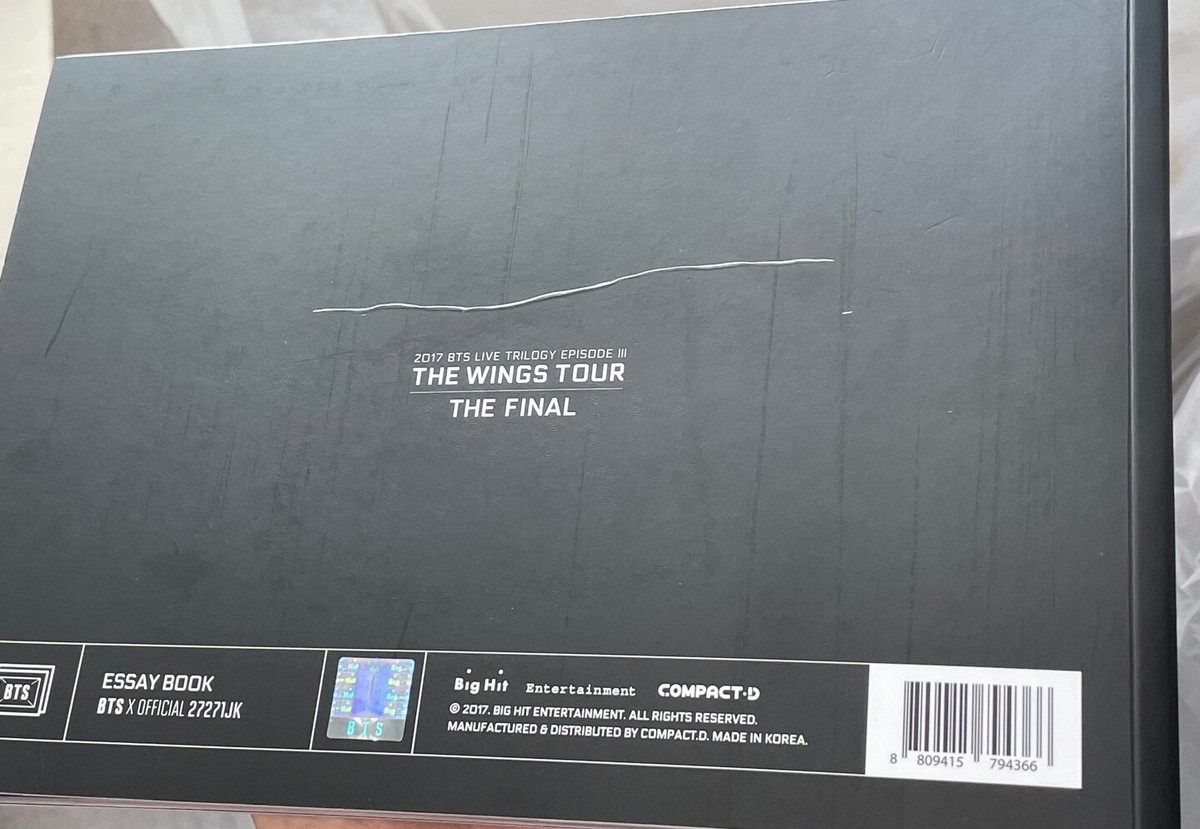 2017 BTS LIVE TRILOGY EPISODE III
THE WINGS TOUR
THE FINAL
BTS
ESSAY BOOK
BTS X OFFICIAL 27271JK
BTS
Big Hit Entertainment COMPACT·D
© 2017. BIG HIT ENTERTAINMENT. ALL RIGHTS RESERVED.
MANUFACTURED & DISTRIBUTED BY COMPACT.D. MADE IN KOREA.
8 809415 794366